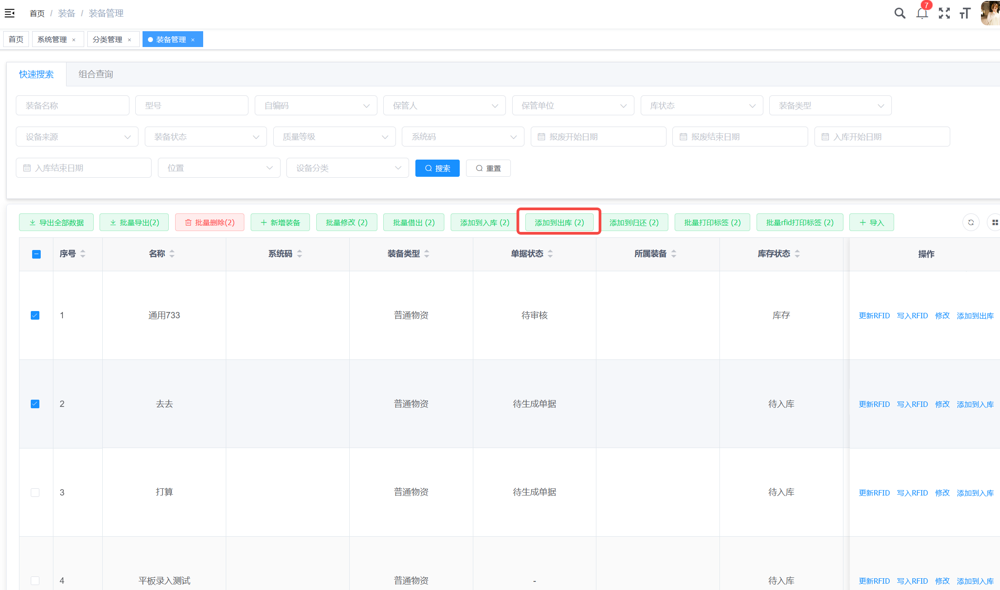 首页 / 装备 / 装备管理
7
首页
系统管理 ×
分类管理 ×
装备管理 ×
快速搜索
组合查询
装备名称
型号
自编码
保管人
保管单位
库状态
装备类型
设备来源
装备状态
质量等级
系统码
报废开始日期
报废结束日期
入库开始日期
入库结束日期
位置
设备分类
搜索
重置
导出全部数据
批量导出(2)
批量删除(2)
新增装备
批量修改 (2)
批量借出 (2)
添加到入库 (2)
添加到出库 (2)
添加到归还 (2)
批量打印标签 (2)
批量rfid打印标签 (2)
导入
序号 名称 系统码 装备类型 单据状态 所属装备 库存状态 操作
1 通用733 普通物资 待审核 库存 更新RFID 写入RFID 修改 添加到出库
2 去去 普通物资 待生成单据 待入库 更新RFID 写入RFID 修改 添加到入库
3 打算 普通物资 待生成单据 待入库 更新RFID 写入RFID 修改 添加到入库
4 平板录入测试 普通物资 - 待入库 更新RFID 写入RFID 修改 添加到入库